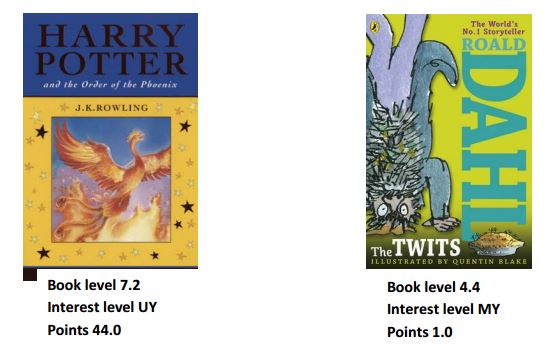 HARRY
POTTER
and the Order of the Phoenix
J.K.ROWLING
Book level 7.2
Interest level UY
Points 44.0
The World's
No.1 Storyteller
ROALD
DAHL
The TWITS
ILLUSTRATED BY QUENTIN BLAKE
Book level 4.4
Interest level MY
Points 1.0